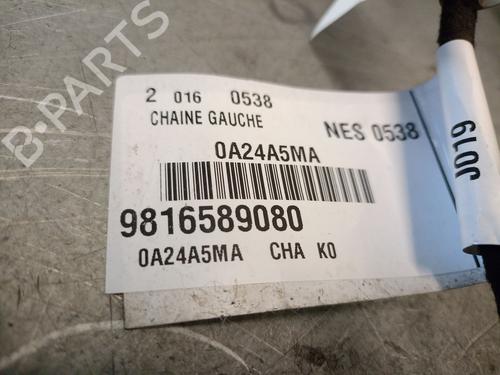 B-PARTS
2 016 0538
CHAINE GAUCHE
NES 0538
0A24A5MA
9816589080
0A24A5MA CHA K0
J019